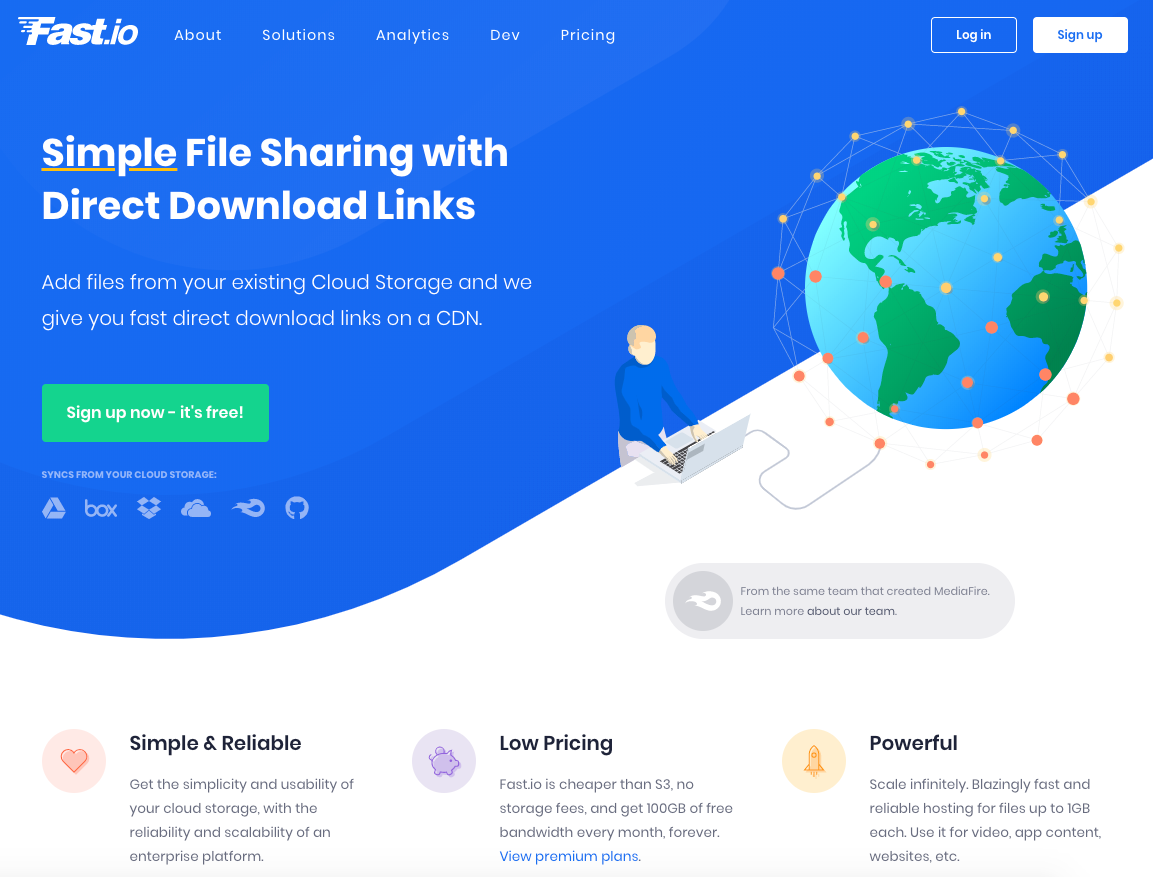 Fast.io
About Solutions Analytics Dev Pricing
Log in
Sign up
Simple File Sharing with
Direct Download Links
Add files from your existing Cloud Storage and we
give you fast direct download links on a CDN.
Sign up now - it's free!
SYNCS FROM YOUR CLOUD STORAGE:
box
From the same team that created MediaFire.
Learn more about our team.
Simple & Reliable
Get the simplicity and usability of
your cloud storage, with the
reliability and scalability of an
enterprise platform.
Low Pricing
Fast.io is cheaper than S3, no
storage fees, and get 100GB of free
bandwidth every month, forever.
View premium plans.
Powerful
Scale infinitely. Blazingly fast and
reliable hosting for files up to 1GB
each. Use it for video, app content,
websites, etc.